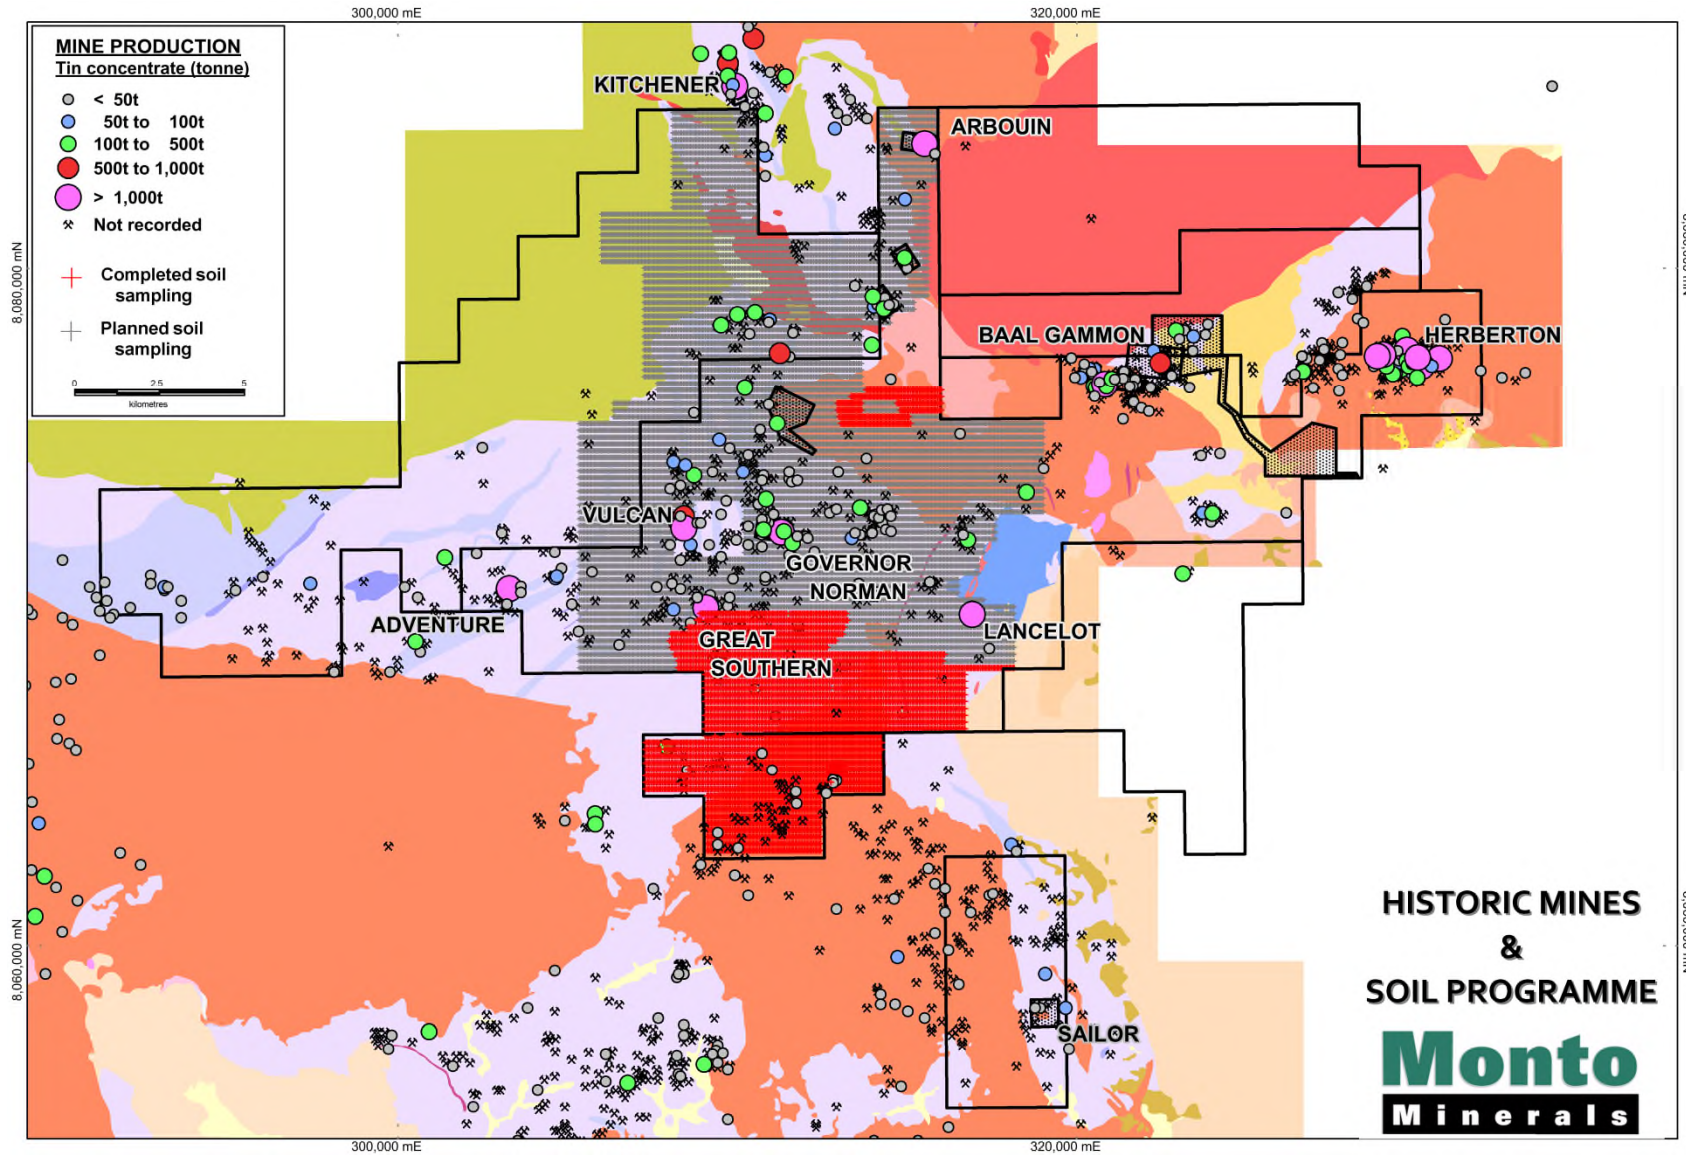 300,000 mE
320,000 mE
MINE PRODUCTION
Tin concentrate (tonne)
< 50t
50t to 100t
100t to 500t
500t to 1,000t
> 1,000t
Not recorded
Completed soil
sampling
Planned soil
sampling
0 2.5 5
kilometres
8,080,000 mN
8,060,000 mN
KITCHENER
ARBOUIN
BAAL GAMMON
HERBERTON
VULCAN
GOVERNOR
NORMAN
ADVENTURE
GREAT
SOUTHERN
LANCELOT
SAILOR
HISTORIC MINES
&
SOIL PROGRAMME
Monto
Minerals
300,000 mE
320,000 mE